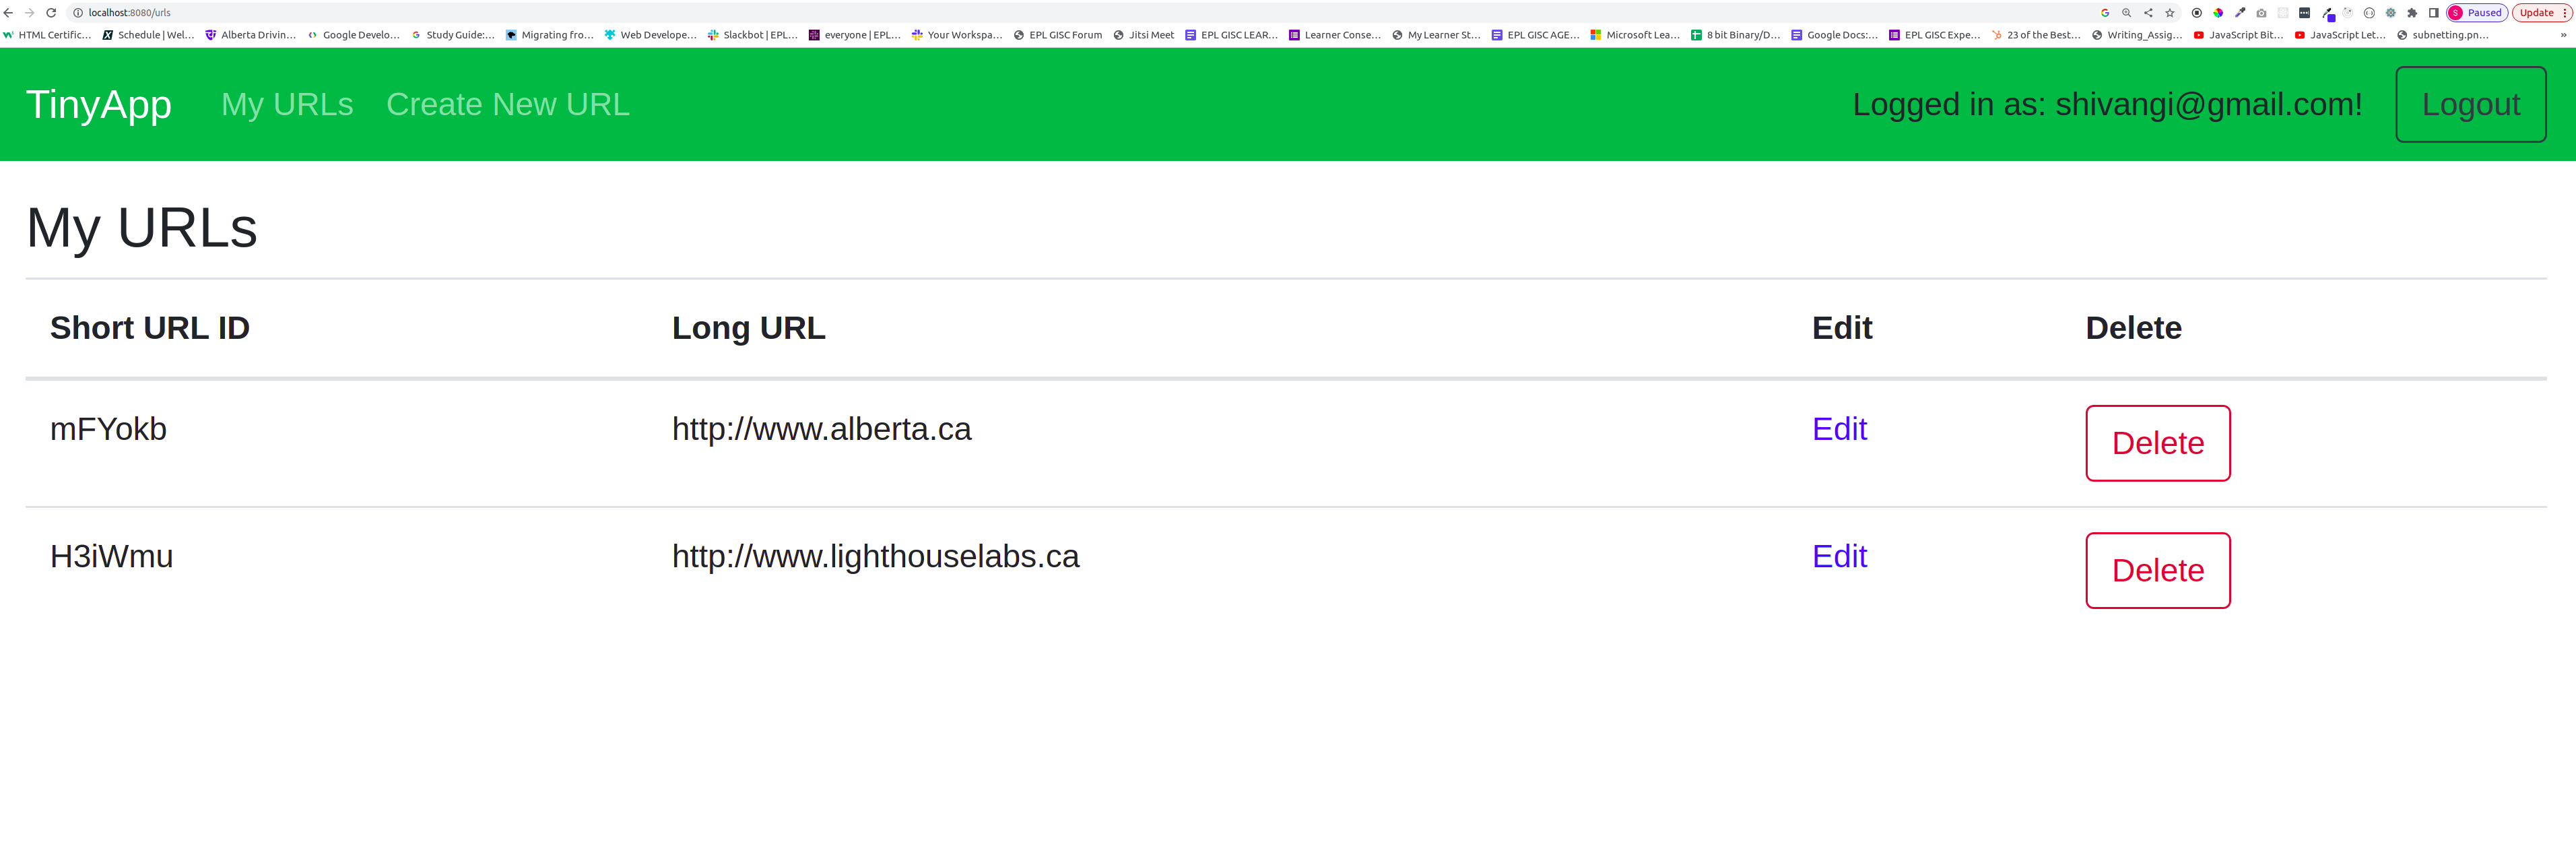 localhost:8080/urls S Paused Update
HTML Certific... Schedule | Wel... Alberta Drivin... Google Develo... Study Guide:... Migrating fro... Web Develope... Slackbot | EPL... everyone | EPL... Your Workspa... EPL GISC Forum Jitsi Meet EPL GISC LEAR... Learner Conse... My Learner St... EPL GISC AGE... Microsoft Lea... 8 bit Binary/D... Google Docs:... EPL GISC Expe... 23 of the Best... Writing_Assig... JavaScript Bit... JavaScript Let... subnetting.pn... »
TinyApp My URLs Create New URL Logged in as: shivangi@gmail.com! Logout
My URLs
Short URL ID Long URL Edit Delete
mFYokb http://www.alberta.ca Edit Delete
H3iWmu http://www.lighthouselabs.ca Edit Delete